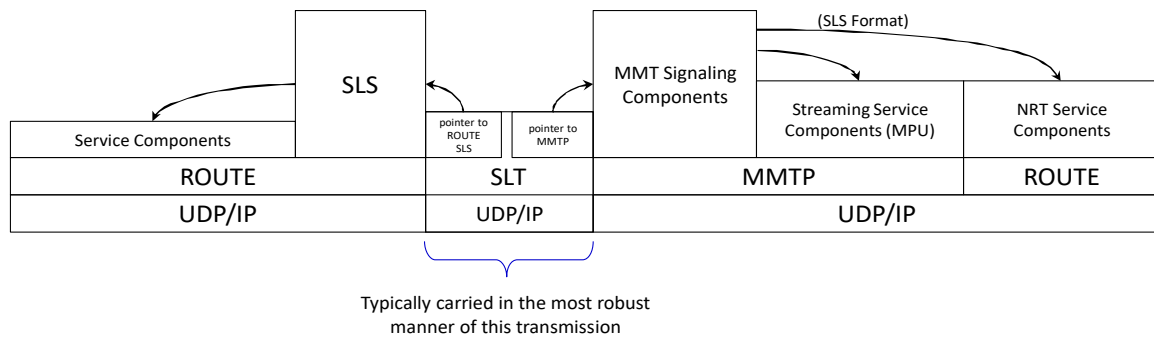 (SLS Format)
SLS
MMT Signaling
Components
Service Components
pointer to
ROUTE
SLS
pointer to
MMTP
Streaming Service
Components (MPU)
NRT Service
Components
ROUTE
SLT
MMTP
ROUTE
UDP/IP
UDP/IP
UDP/IP
Typically carried in the most robust
manner of this transmission